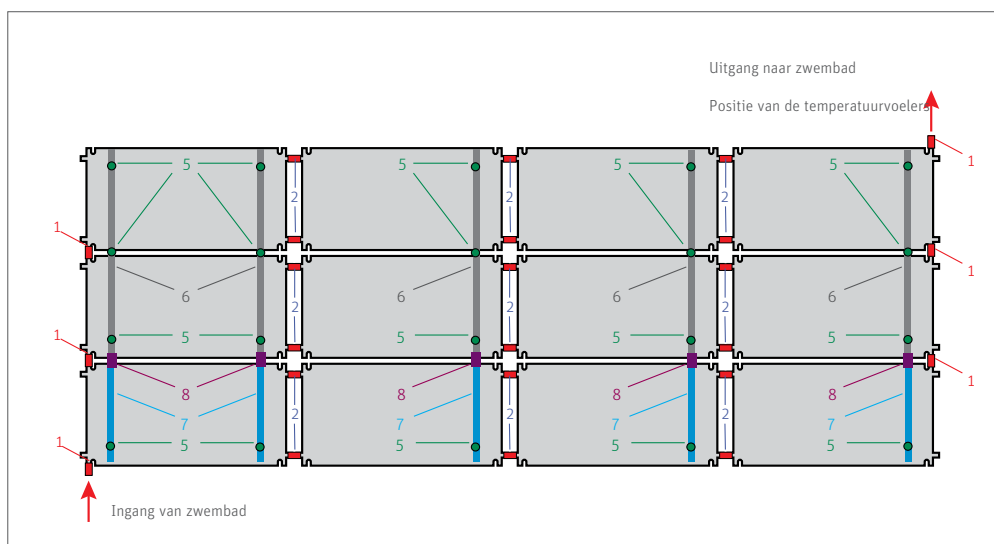 Uitgang naar zwembad
Positie van de temperatuurvoelers
5 5 5 5 1
2 2 2
1 1
6 6 6 6
2 2 2
1 5 5 5 5
1
8 8 8 8
2 2 2
7 7 7 7
1 5 5 5 5
Ingang van zwembad